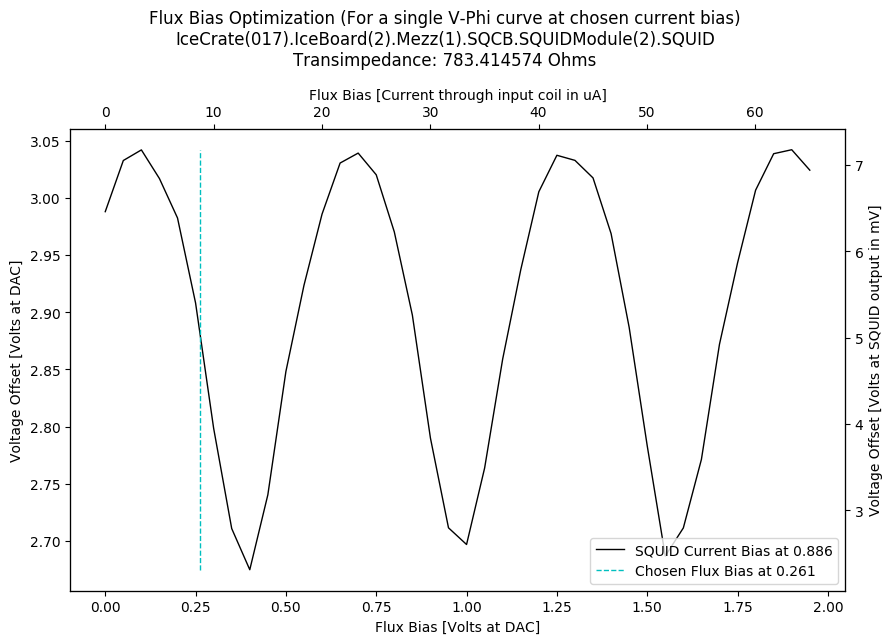 Flux Bias Optimization (For a single V-Phi curve at chosen current bias)
IceCrate(017).IceBoard(2).Mezz(1).SQCB.SQUIDModule(2).SQUID
Transimpedance: 783.414574 Ohms
Flux Bias [Current through input coil in uA]
0 10 20 30 40 50 60
Voltage Offset [Volts at DAC]
3.05
3.00
2.95
2.90
2.85
2.80
2.75
2.70
7
6
5
4
3
Voltage Offset [Volts at SQUID output in mV]
SQUID Current Bias at 0.886
Chosen Flux Bias at 0.261
0.00 0.25 0.50 0.75 1.00 1.25 1.50 1.75 2.00
Flux Bias [Volts at DAC]